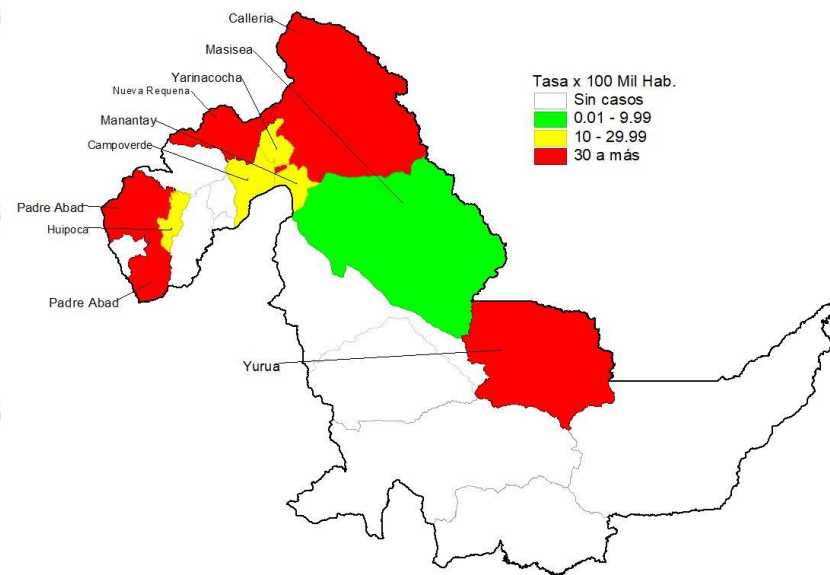 Calleria
Masisea
Yarinacocha
Nueva Requena
Manantay
Campoverde
Padre Abad
Huipoca
Padre Abad
Yurua
Tasa x 100 Mil Hab.
Sin casos
0.01 - 9.99
10 - 29.99
30 a más